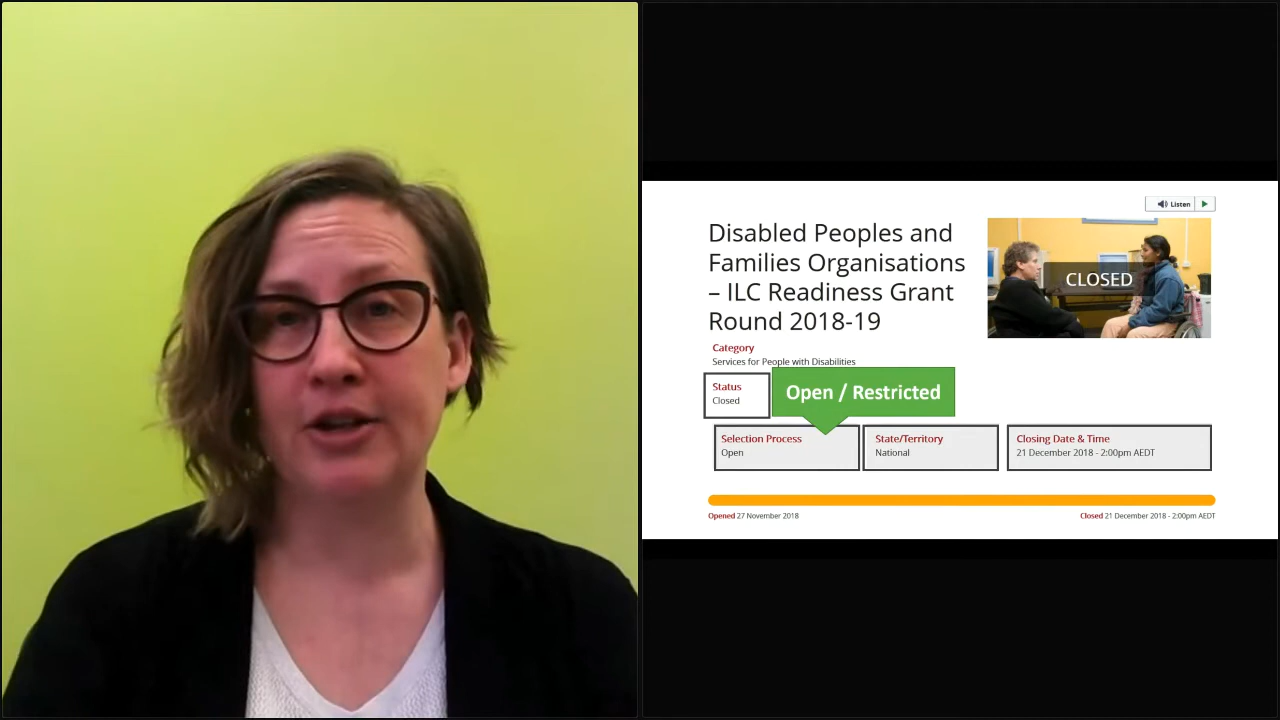 Listen
Disabled Peoples and
Families Organisations
– ILC Readiness Grant
Round 2018-19
CLOSED
Category
Services for People with Disabilities
Status
Closed
Open / Restricted
Selection Process
Open
State/Territory
National
Closing Date & Time
21 December 2018 - 2:00pm AEDT
Opened 27 November 2018
Closed 21 December 2018 - 2:00pm AEDT